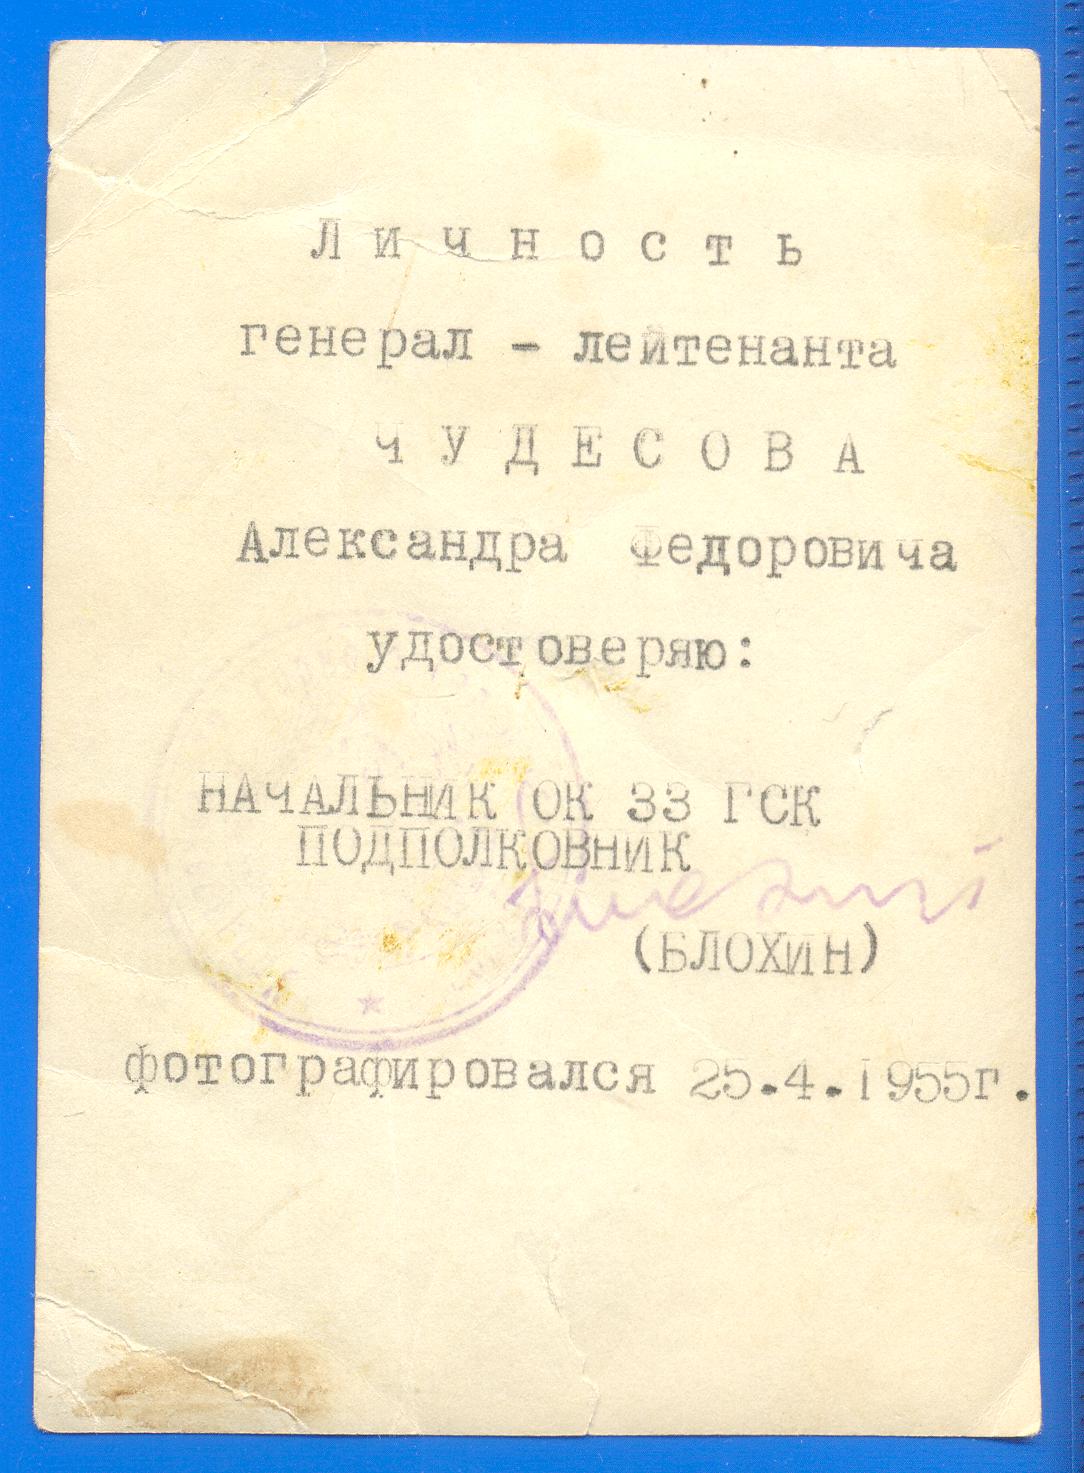 Личность
генерал - лейтенанта
ЧУДЕСОВА
Александра Федоровича
удостоверяю:
НАЧАЛЬНИК ОК 33 ГСК
ПОДПОЛКОВНИК
(БЛОХИН)
фотографировался 25.4.1955г.